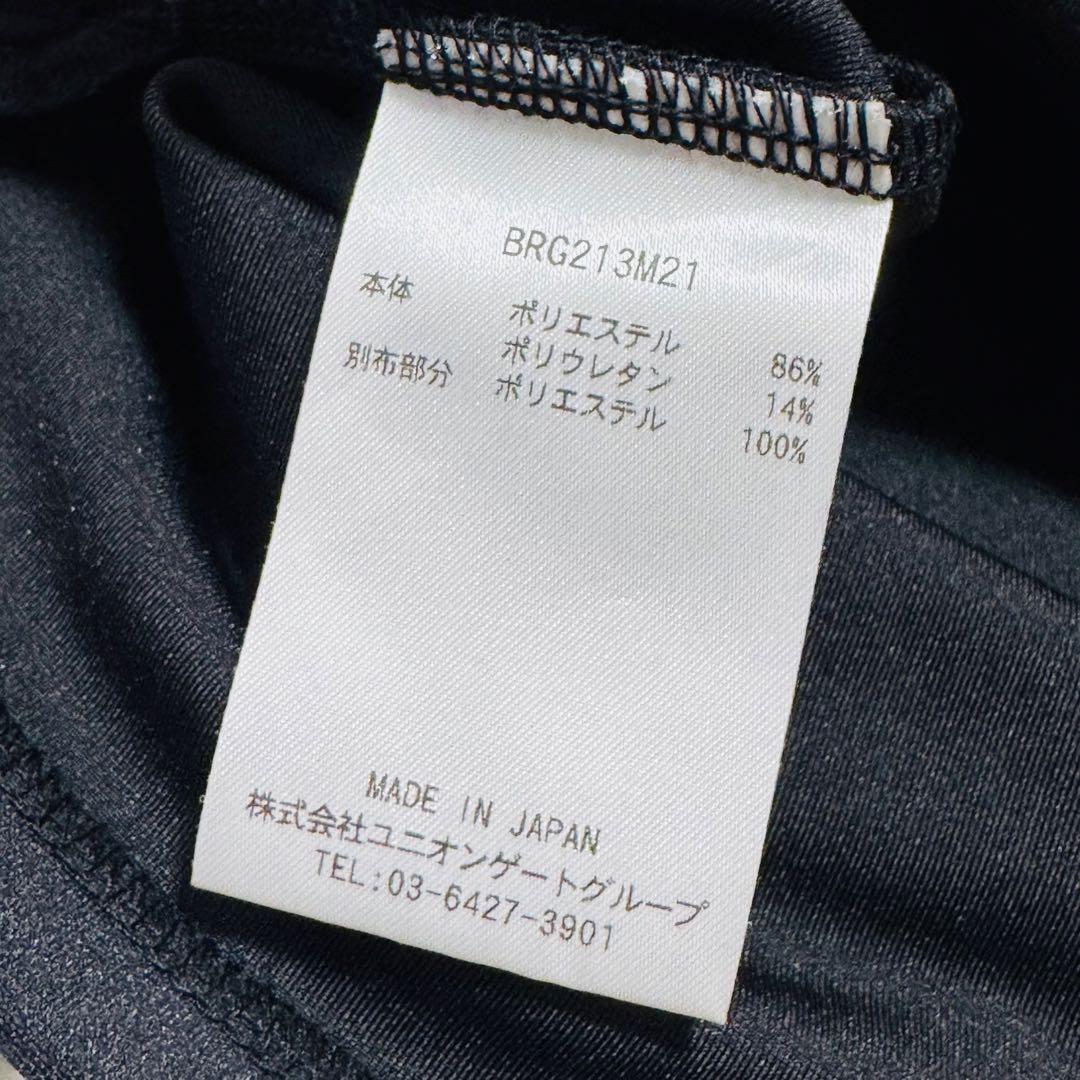 BRG213M21
本体 ポリエステル 86%
ポリウレタン 14%
別布部分 ポリエステル 100%
MADE IN JAPAN
株式会社ユニオンゲートグループ
TEL:03-6427-3901